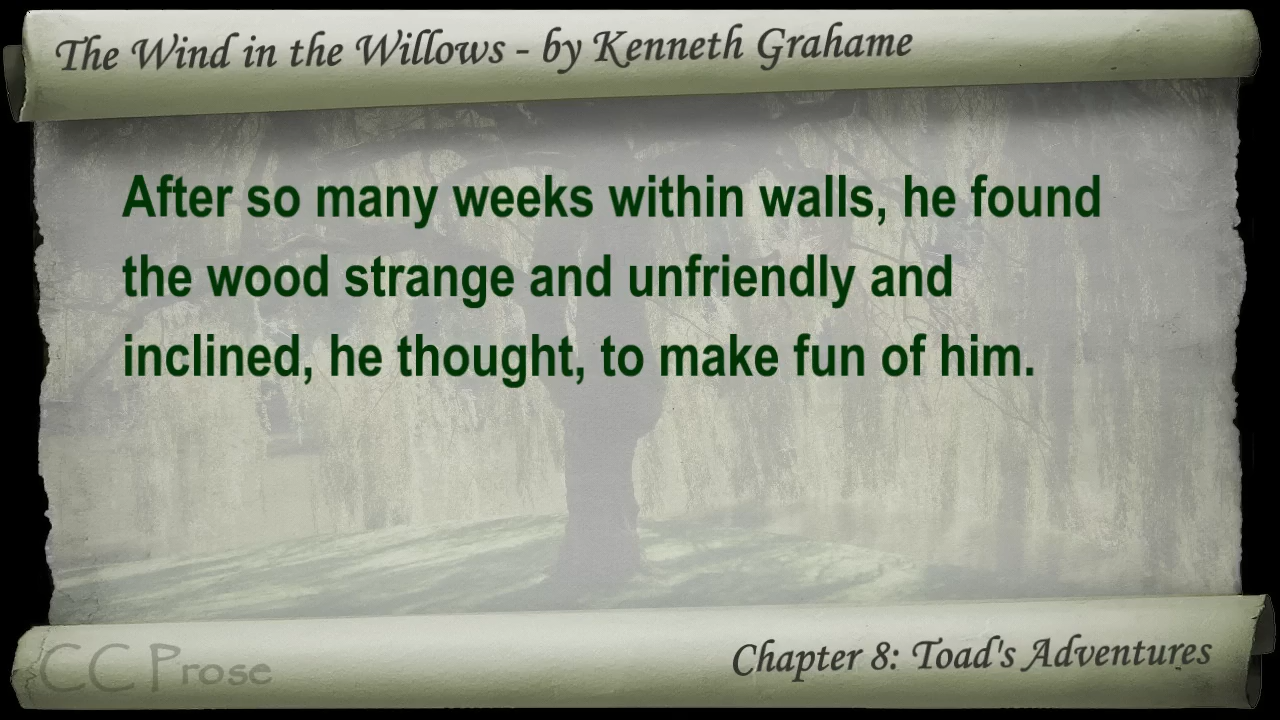 The Wind in the Willows - by Kenneth Grahame
After so many weeks within walls, he found
the wood strange and unfriendly and
inclined, he thought, to make fun of him.
CC Prose
Chapter 8: Toad's Adventures